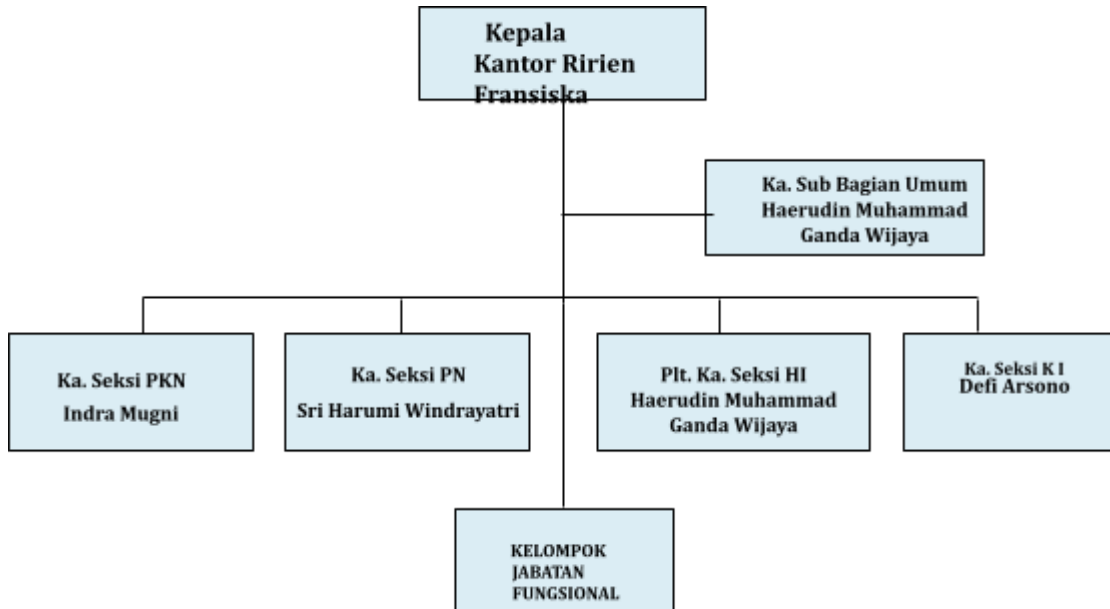 Kepala
Kantor Ririen
Fransiska
Ka. Sub Bagian Umum
Haerudin Muhammad
Ganda Wijaya
Ka. Seksi PKN
Indra Mugni
Ka. Seksi PN
Sri Harumi Windrayatri
Plt. Ka. Seksi HI
Haerudin Muhammad
Ganda Wijaya
Ka. Seksi K I
Defi Arsono
KELOMPOK
JABATAN
FUNGSIONAL